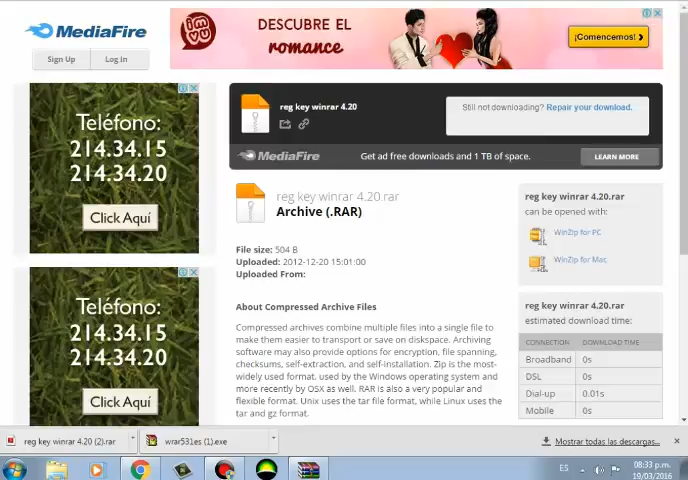 MediaFire
Sign Up
Log In
imvu
DESCUBRE EL
romance
¡Comencemos!
Teléfono:
214.34.15
214.34.20
Click Aquí
Teléfono:
214.34.15
214.34.20
Click Aquí
reg key winrar 4.20
Still not downloading? Repair your download.
MediaFire
Get ad free downloads and 1 TB of space.
LEARN MORE
reg key winrar 4.20.rar
Archive (.RAR)
File size: 504 B
Uploaded: 2012-12-20 15:01:00
Uploaded From:
About Compressed Archive Files
Compressed archives combine multiple files into a single file to
make them easier to transport or save on diskspace. Archiving
software may also provide options for encryption, file spanning,
checksums, self-extraction, and self-installation. Zip is the most-
widely used format, used by the Windows operating system and
more recently by OSX as well. RAR is also a very popular and
flexible format. Unix uses the tar file format, while Linux uses the
tar and gz format.
reg key winrar 4.20.rar
can be opened with:
WinZip for PC
WinZip for Mac
reg key winrar 4.20.rar
estimated download time:
CONNECTION DOWNLOAD TIME
Broadband 0s
DSL 0s
Dial-up 0.01s
Mobile 0s
reg key winrar 4.20 (2).rar
wrar531es (1).exe
Mostrar todas las descargas...
ES
08:33 p.m.
19/03/2016